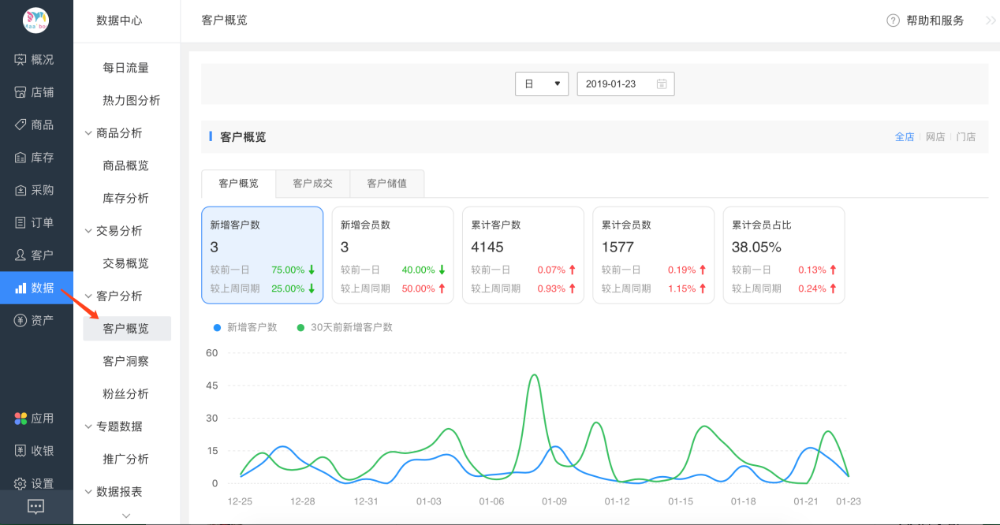 数据中心
客户概览
帮助和服务
概况
店铺
商品
库存
采购
订单
客户
数据
资产
应用
收银
设置
每日流量
热力图分析
商品分析
商品概览
库存分析
交易分析
交易概览
客户分析
客户概览
客户洞察
粉丝分析
专题数据
推广分析
数据报表
日 2019-01-23
客户概览 全店 网店 门店
客户概览 客户成交 客户储值
新增客户数
3
较前一日 75.00%
较上周同期 25.00%
新增会员数
3
较前一日 40.00%
较上周同期 50.00%
累计客户数
4145
较前一日 0.07%
较上周同期 0.93%
累计会员数
1577
较前一日 0.19%
较上周同期 1.15%
累计会员占比
38.05%
较前一日 0.13%
较上周同期 0.24%
新增客户数 30天前新增客户数
60
45
30
15
0
12-25 12-28 12-31 01-03 01-06 01-09 01-12 01-15 01-18 01-21 01-23